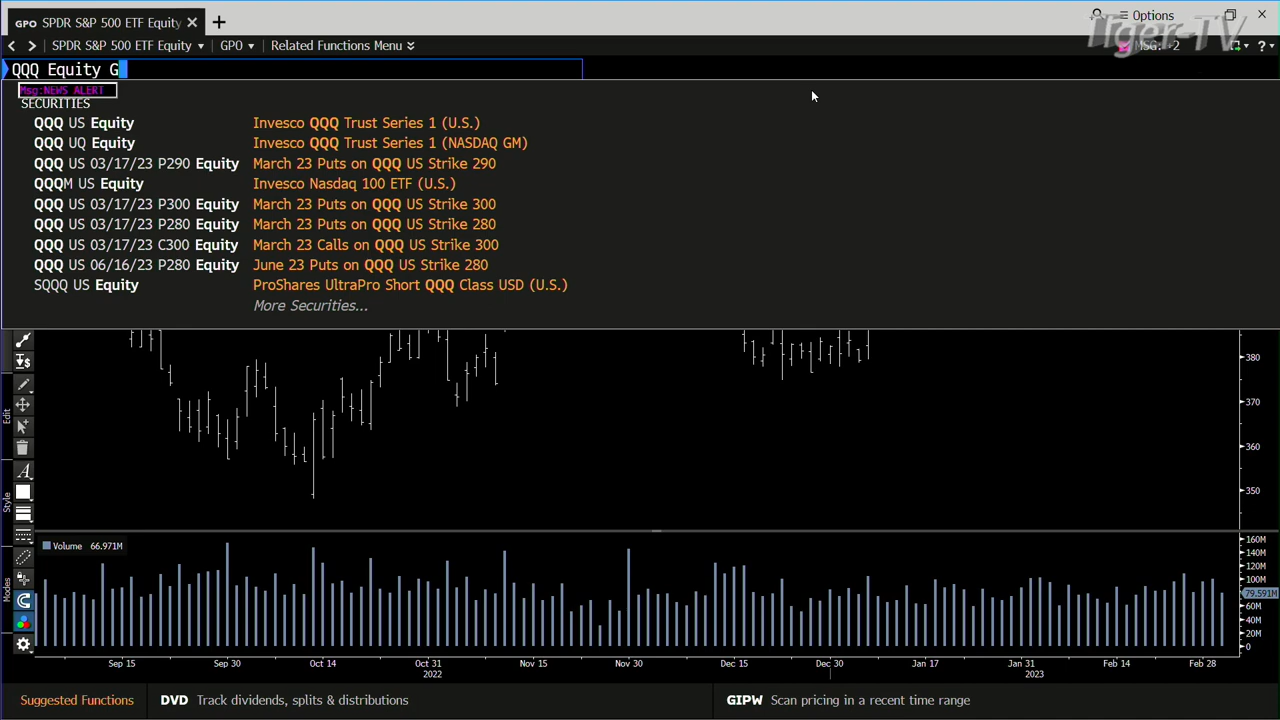 GPO SPDR S&P 500 ETF Equity
Options
Tiger-TV
SPDR S&P 500 ETF Equity GPO Related Functions Menu
MSG: +2
QQQ Equity G
Msg:NEWS ALERT
SECURITIES
QQQ US Equity Invesco QQQ Trust Series 1 (U.S.)
QQQ UQ Equity Invesco QQQ Trust Series 1 (NASDAQ GM)
QQQ US 03/17/23 P290 Equity March 23 Puts on QQQ US Strike 290
QQQM US Equity Invesco Nasdaq 100 ETF (U.S.)
QQQ US 03/17/23 P300 Equity March 23 Puts on QQQ US Strike 300
QQQ US 03/17/23 P280 Equity March 23 Puts on QQQ US Strike 280
QQQ US 03/17/23 C300 Equity March 23 Calls on QQQ US Strike 300
QQQ US 06/16/23 P280 Equity June 23 Puts on QQQ US Strike 280
SQQQ US Equity ProShares UltraPro Short QQQ Class USD (U.S.)
More Securities...
380
370
360
350
Edit
Style
Modes
Volume 66.971M
160M
140M
120M
100M
79.591M
60M
40M
20M
0
Sep 15 Sep 30 Oct 14 Oct 31 Nov 15 Nov 30 Dec 15 Dec 30 Jan 17 Jan 31 Feb 14 Feb 28
2022 2023
Suggested Functions DVD Track dividends, splits & distributions GIPW Scan pricing in a recent time range